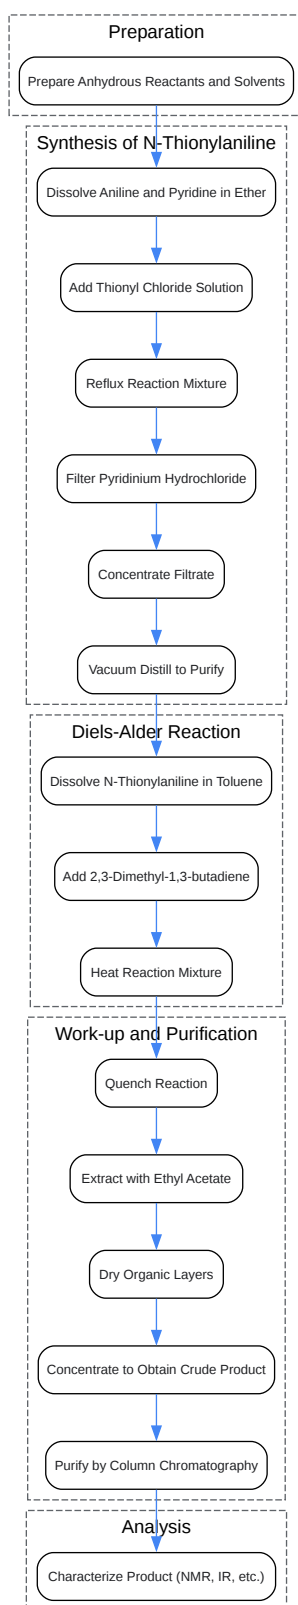 Preparation
Prepare Anhydrous Reactants and Solvents
Synthesis of N-Thionylaniline
Dissolve Aniline and Pyridine in Ether
Add Thionyl Chloride Solution
Reflux Reaction Mixture
Filter Pyridinium Hydrochloride
Concentrate Filtrate
Vacuum Distill to Purify
Diels-Alder Reaction
Dissolve N-Thionylaniline in Toluene
Add 2,3-Dimethyl-1,3-butadiene
Heat Reaction Mixture
Work-up and Purification
Quench Reaction
Extract with Ethyl Acetate
Dry Organic Layers
Concentrate to Obtain Crude Product
Purify by Column Chromatography
Analysis
Characterize Product (NMR, IR, etc.)